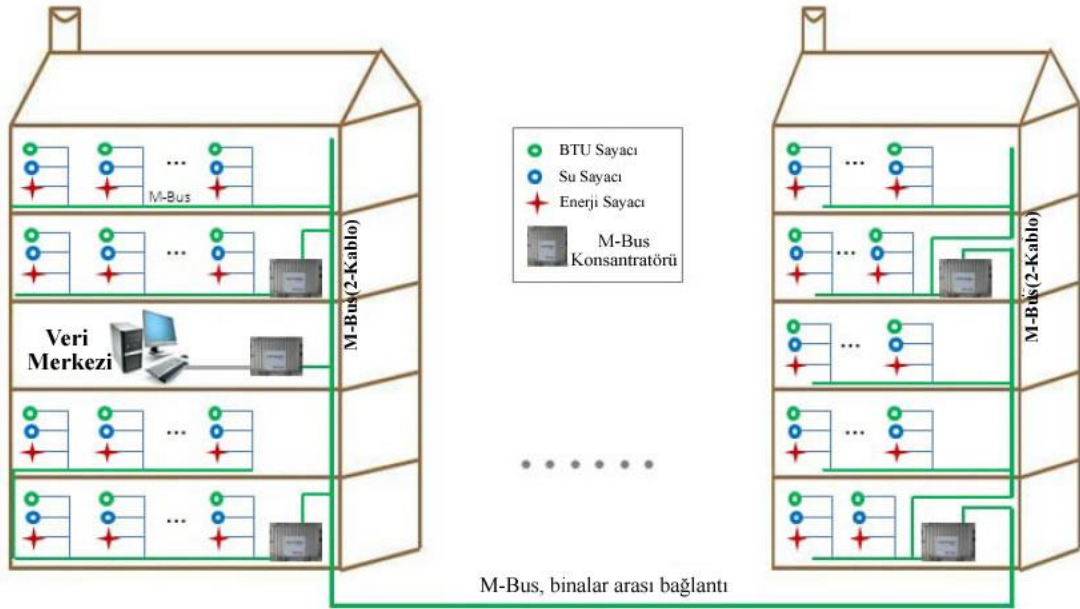 BTU Sayacı
Su Sayacı
Enerji Sayacı
M-Bus
Konsantratörü
M-Bus
M-Bus(2-Kablo)
Veri
Merkezi
M-Bus(2-Kablo)
M-Bus, binalar arası bağlantı